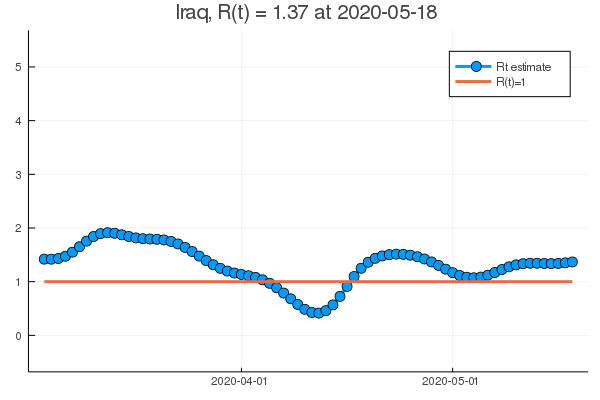 Iraq, R(t) = 1.37 at 2020-05-18
Rt estimate
R(t)=1
5
4
3
2
1
0
2020-04-01
2020-05-01